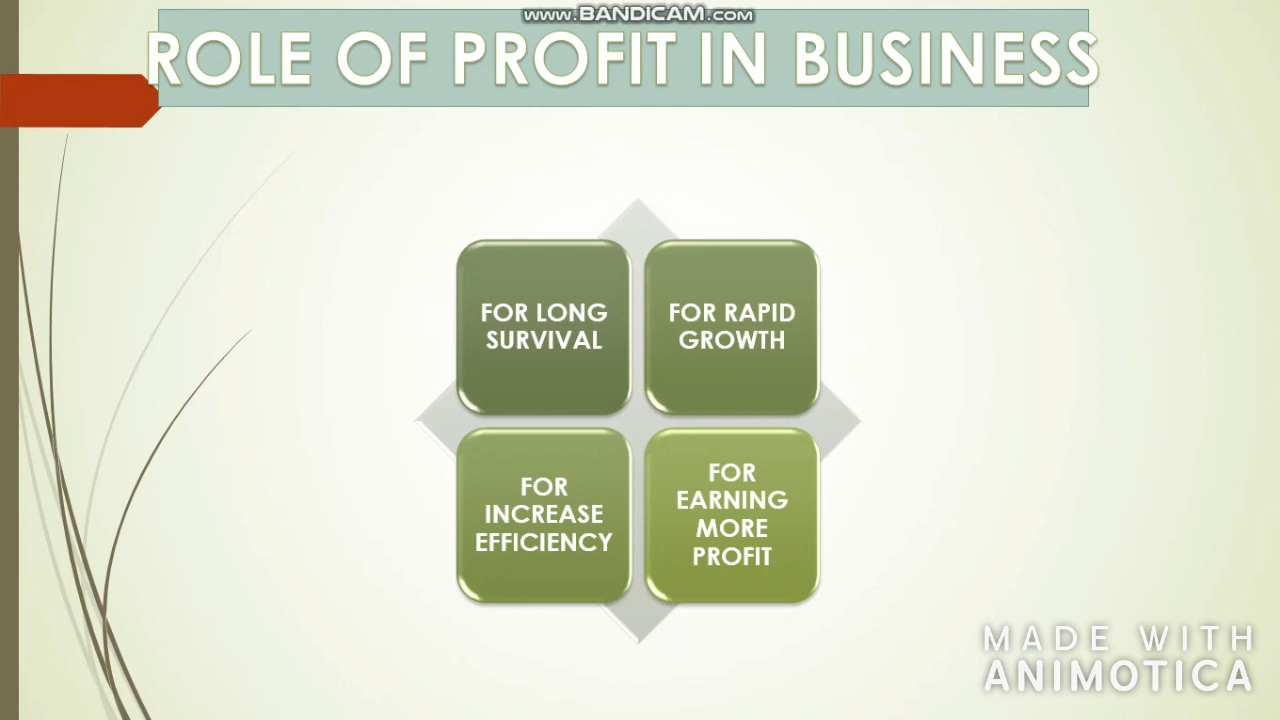 www.BANDICAM.com
ROLE OF PROFIT IN BUSINESS
FOR LONG
SURVIVAL
FOR RAPID
GROWTH
FOR
INCREASE
EFFICIENCY
FOR
EARNING
MORE
PROFIT
MADE WITH
ANIMOTICA